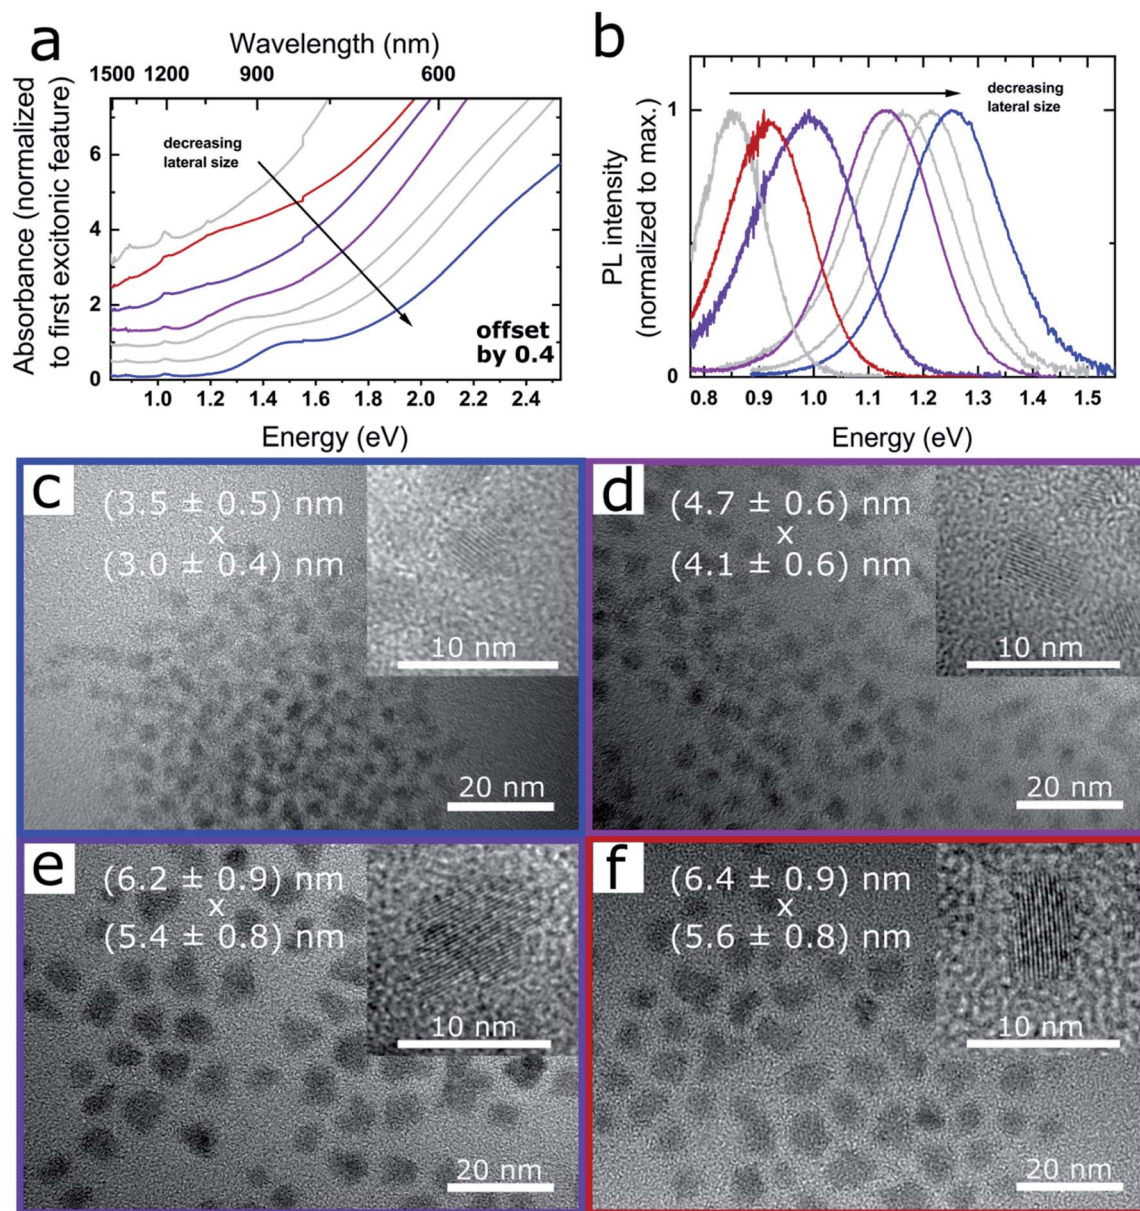 a
Wavelength (nm)
1500 1200 900 600
Absorbance (normalized
to first excitonic feature)
6
4
2
0
decreasing
lateral size
offset
by 0.4
1.0 1.2 1.4 1.6 1.8 2.0 2.2 2.4
Energy (eV)
b
PL intensity
(normalized to max.)
1
0
decreasing
lateral size
0.8 0.9 1.0 1.1 1.2 1.3 1.4 1.5
Energy (eV)
c
(3.5 ± 0.5) nm
x
(3.0 ± 0.4) nm
10 nm
20 nm
d
(4.7 ± 0.6) nm
x
(4.1 ± 0.6) nm
10 nm
20 nm
e
(6.2 ± 0.9) nm
x
(5.4 ± 0.8) nm
10 nm
20 nm
f
(6.4 ± 0.9) nm
x
(5.6 ± 0.8) nm
10 nm
20 nm